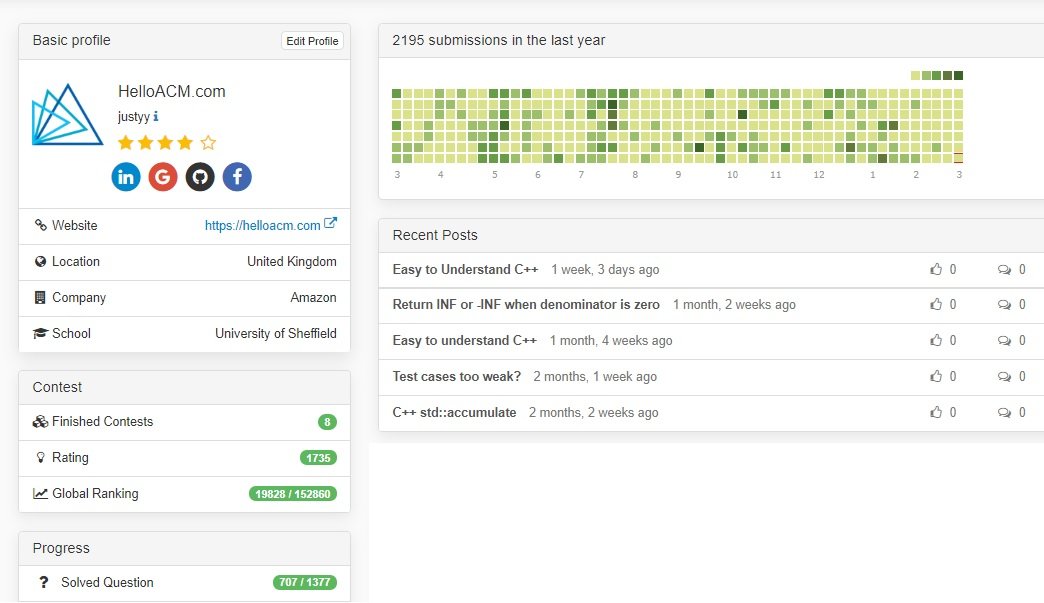 Basic profile
Edit Profile
HelloACM.com
justyy
Website
https://helloacm.com
Location
United Kingdom
Company
Amazon
School
University of Sheffield
Contest
Finished Contests
8
Rating
1735
Global Ranking
19828 / 152860
Progress
? Solved Question
707 / 1377
2195 submissions in the last year
3 4 5 6 7 8 9 10 11 12 1 2 3
Recent Posts
Easy to Understand C++ 1 week, 3 days ago 0 0
Return INF or -INF when denominator is zero 1 month, 2 weeks ago 0 0
Easy to understand C++ 1 month, 4 weeks ago 0 0
Test cases too weak? 2 months, 1 week ago 0 0
C++ std::accumulate 2 months, 2 weeks ago 0 0